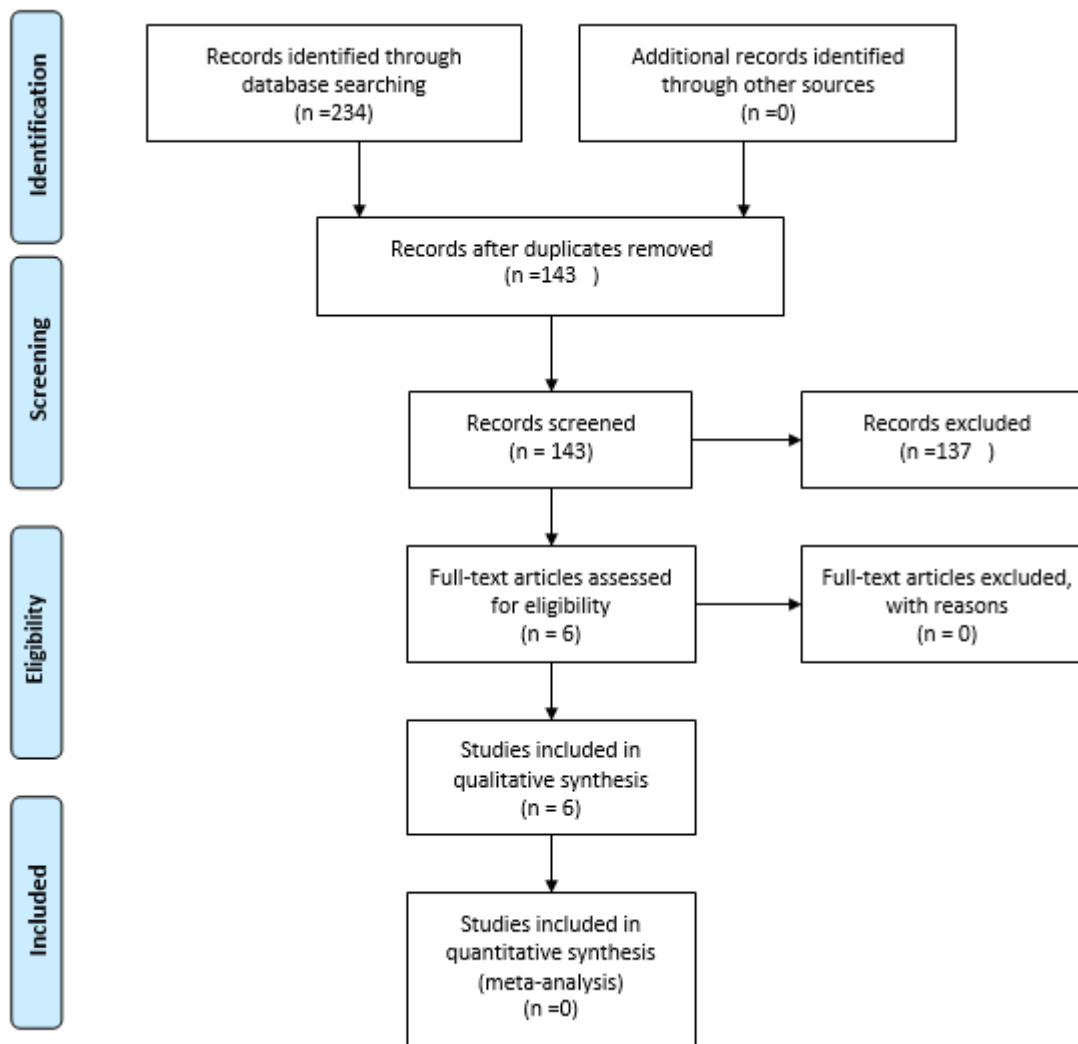 Identification
Records identified through
database searching
(n =234)
Additional records identified
through other sources
(n =0)
Records after duplicates removed
(n =143   )
Screening
Records screened
(n = 143)
Records excluded
(n =137   )
Eligibility
Full-text articles assessed
for eligibility
(n = 6)
Full-text articles excluded,
with reasons
(n = 0)
Studies included in
qualitative synthesis
(n = 6)
Included
Studies included in
quantitative synthesis
(meta-analysis)
(n =0)